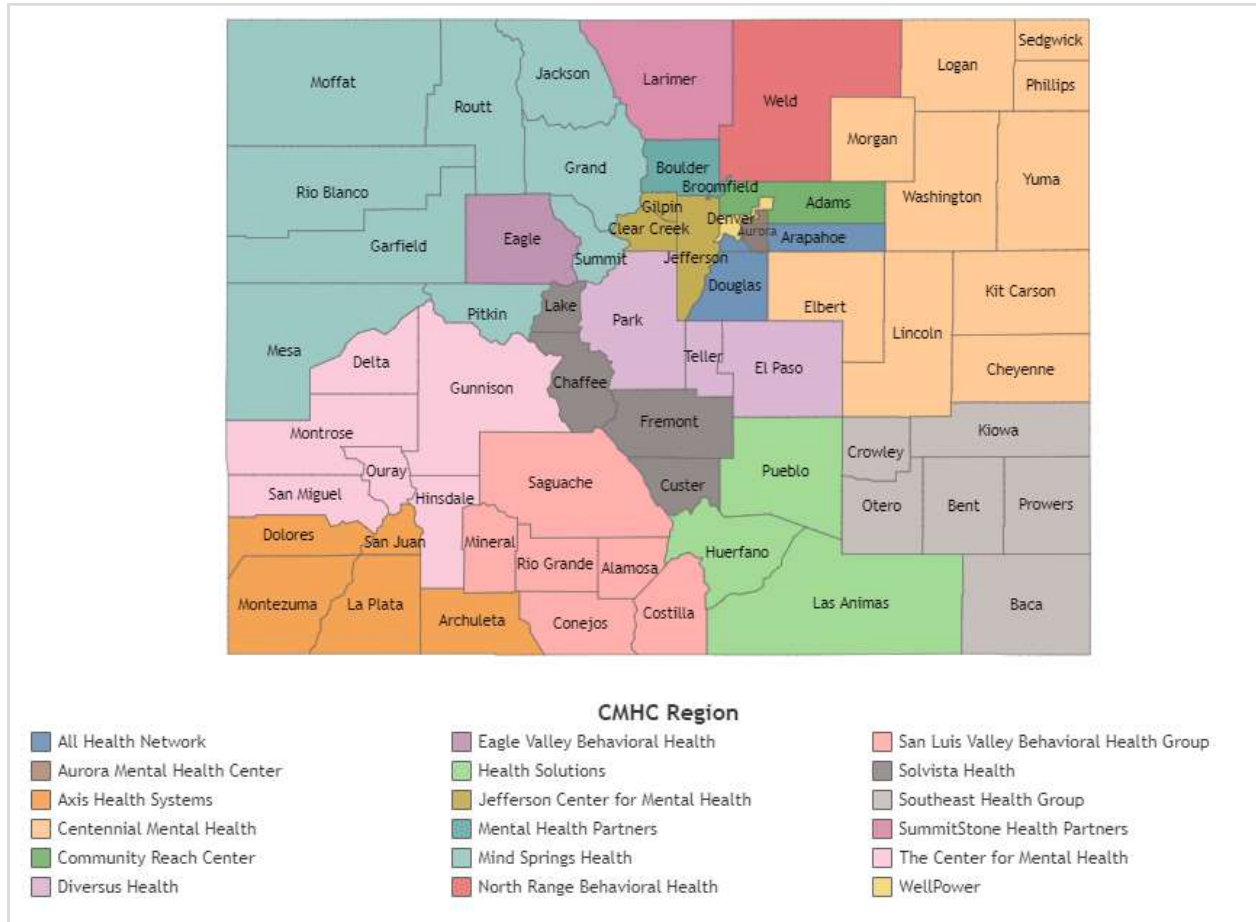 Sedgwick
Logan
Jackson
Larimer
Moffat
Phillips
Routt
Weld
Morgan
Grand
Boulder
Rio Blanco
Broomfield
Yuma
Washington
Gilpin
Adams
Denver
Clear Creek
Aurora
Eagle
Arapahoe
Garfield
Summit
Jefferson
Douglas
Kit Carson
Lake
Elbert
Pitkin
Park
Lincoln
Mesa
Delta
Teller
El Paso
Cheyenne
Chaffee
Gunnison
Fremont
Montrose
Kiowa
Crowley
Ouray
Pueblo
Saguache
Custer
San Miguel
Hinsdale
Otero
Bent
Prowers
Dolores
San Juan
Mineral
Huerfano
Rio Grande
Alamosa
Montezuma
La Plata
Las Animas
Baca
Costilla
Archuleta
Conejos
CMHC Region
All Health Network
Aurora Mental Health Center
Axis Health Systems
Centennial Mental Health
Community Reach Center
Diversus Health
Eagle Valley Behavioral Health
Health Solutions
Jefferson Center for Mental Health
Mental Health Partners
Mind Springs Health
North Range Behavioral Health
San Luis Valley Behavioral Health Group
Solvista Health
Southeast Health Group
SummitStone Health Partners
The Center for Mental Health
WellPower